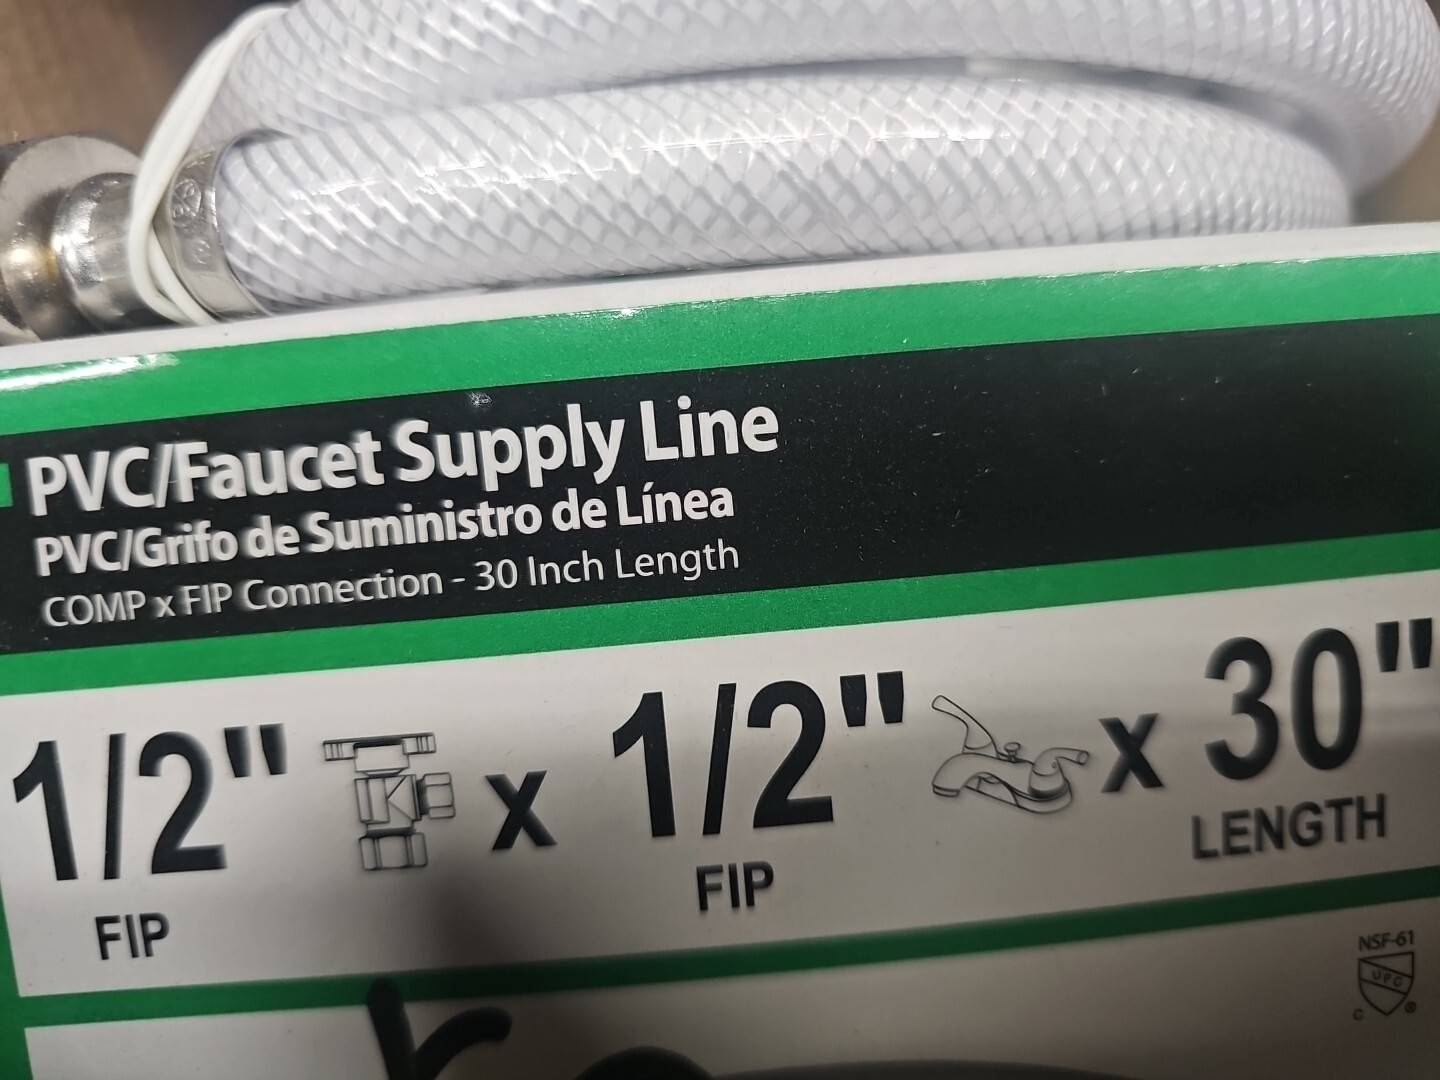 PVC/Faucet Supply Line
PVC/Grifo de Suministro de Línea
COMP x FIP Connection - 30 Inch Length
1/2" x 1/2" x 30"
FIP FIP LENGTH
NSF-61
UPC
C ®